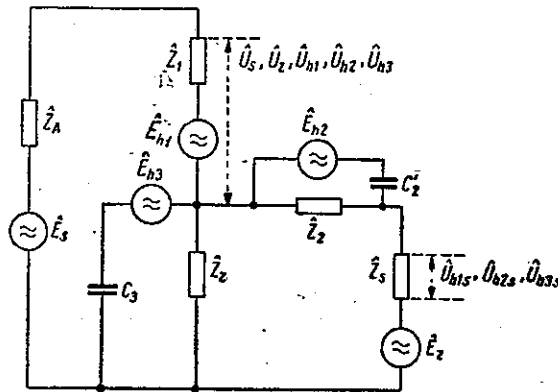 Ẑ1
Ûs, Ûz, Ûh1, Ûh2, Ûh3
ẐA
Êh1
Êh2
Êh3
C2
Ẑ2
Ês
C3
Ẑz
Ẑs
Ûh1s, Ûh2s, Ûh3s
Êz